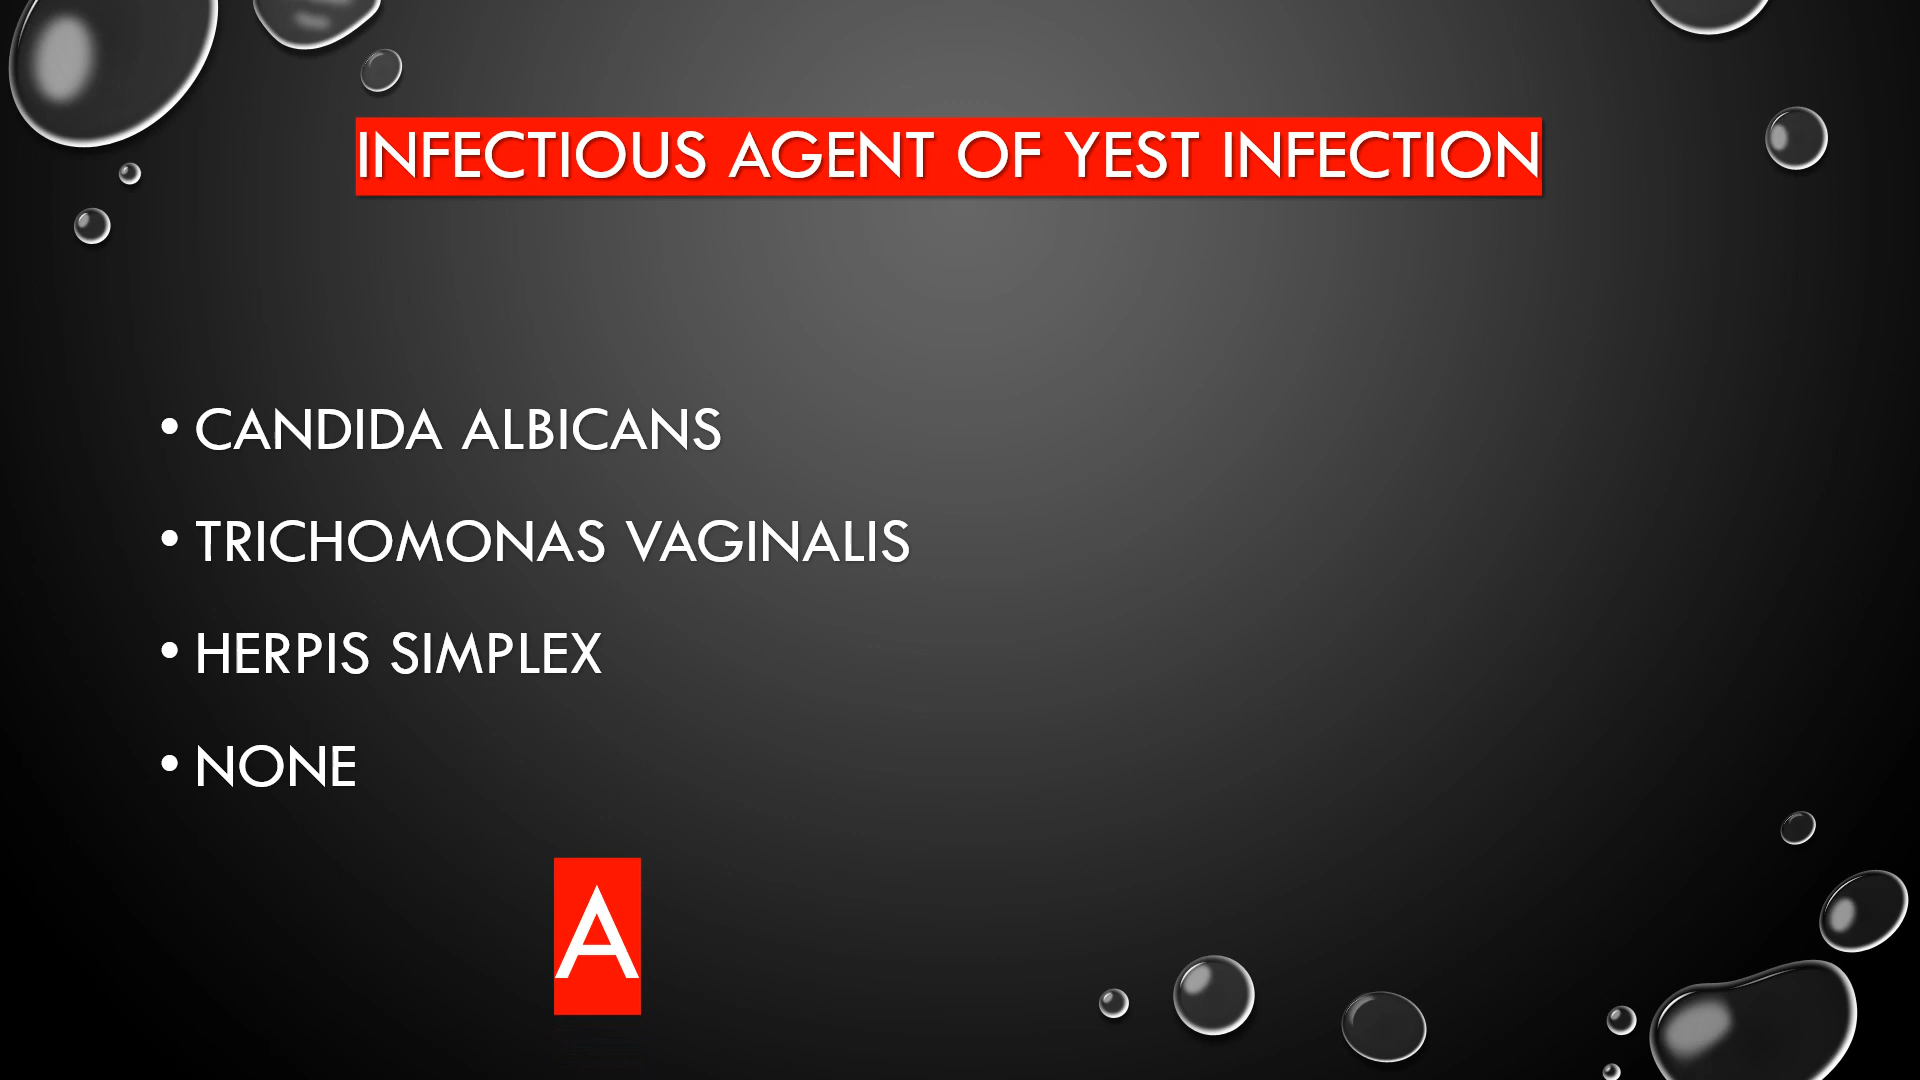 INFECTIOUS AGENT OF YEST INFECTION
• CANDIDA ALBICANS
• TRICHOMONAS VAGINALIS
• HERPIS SIMPLEX
• NONE
A